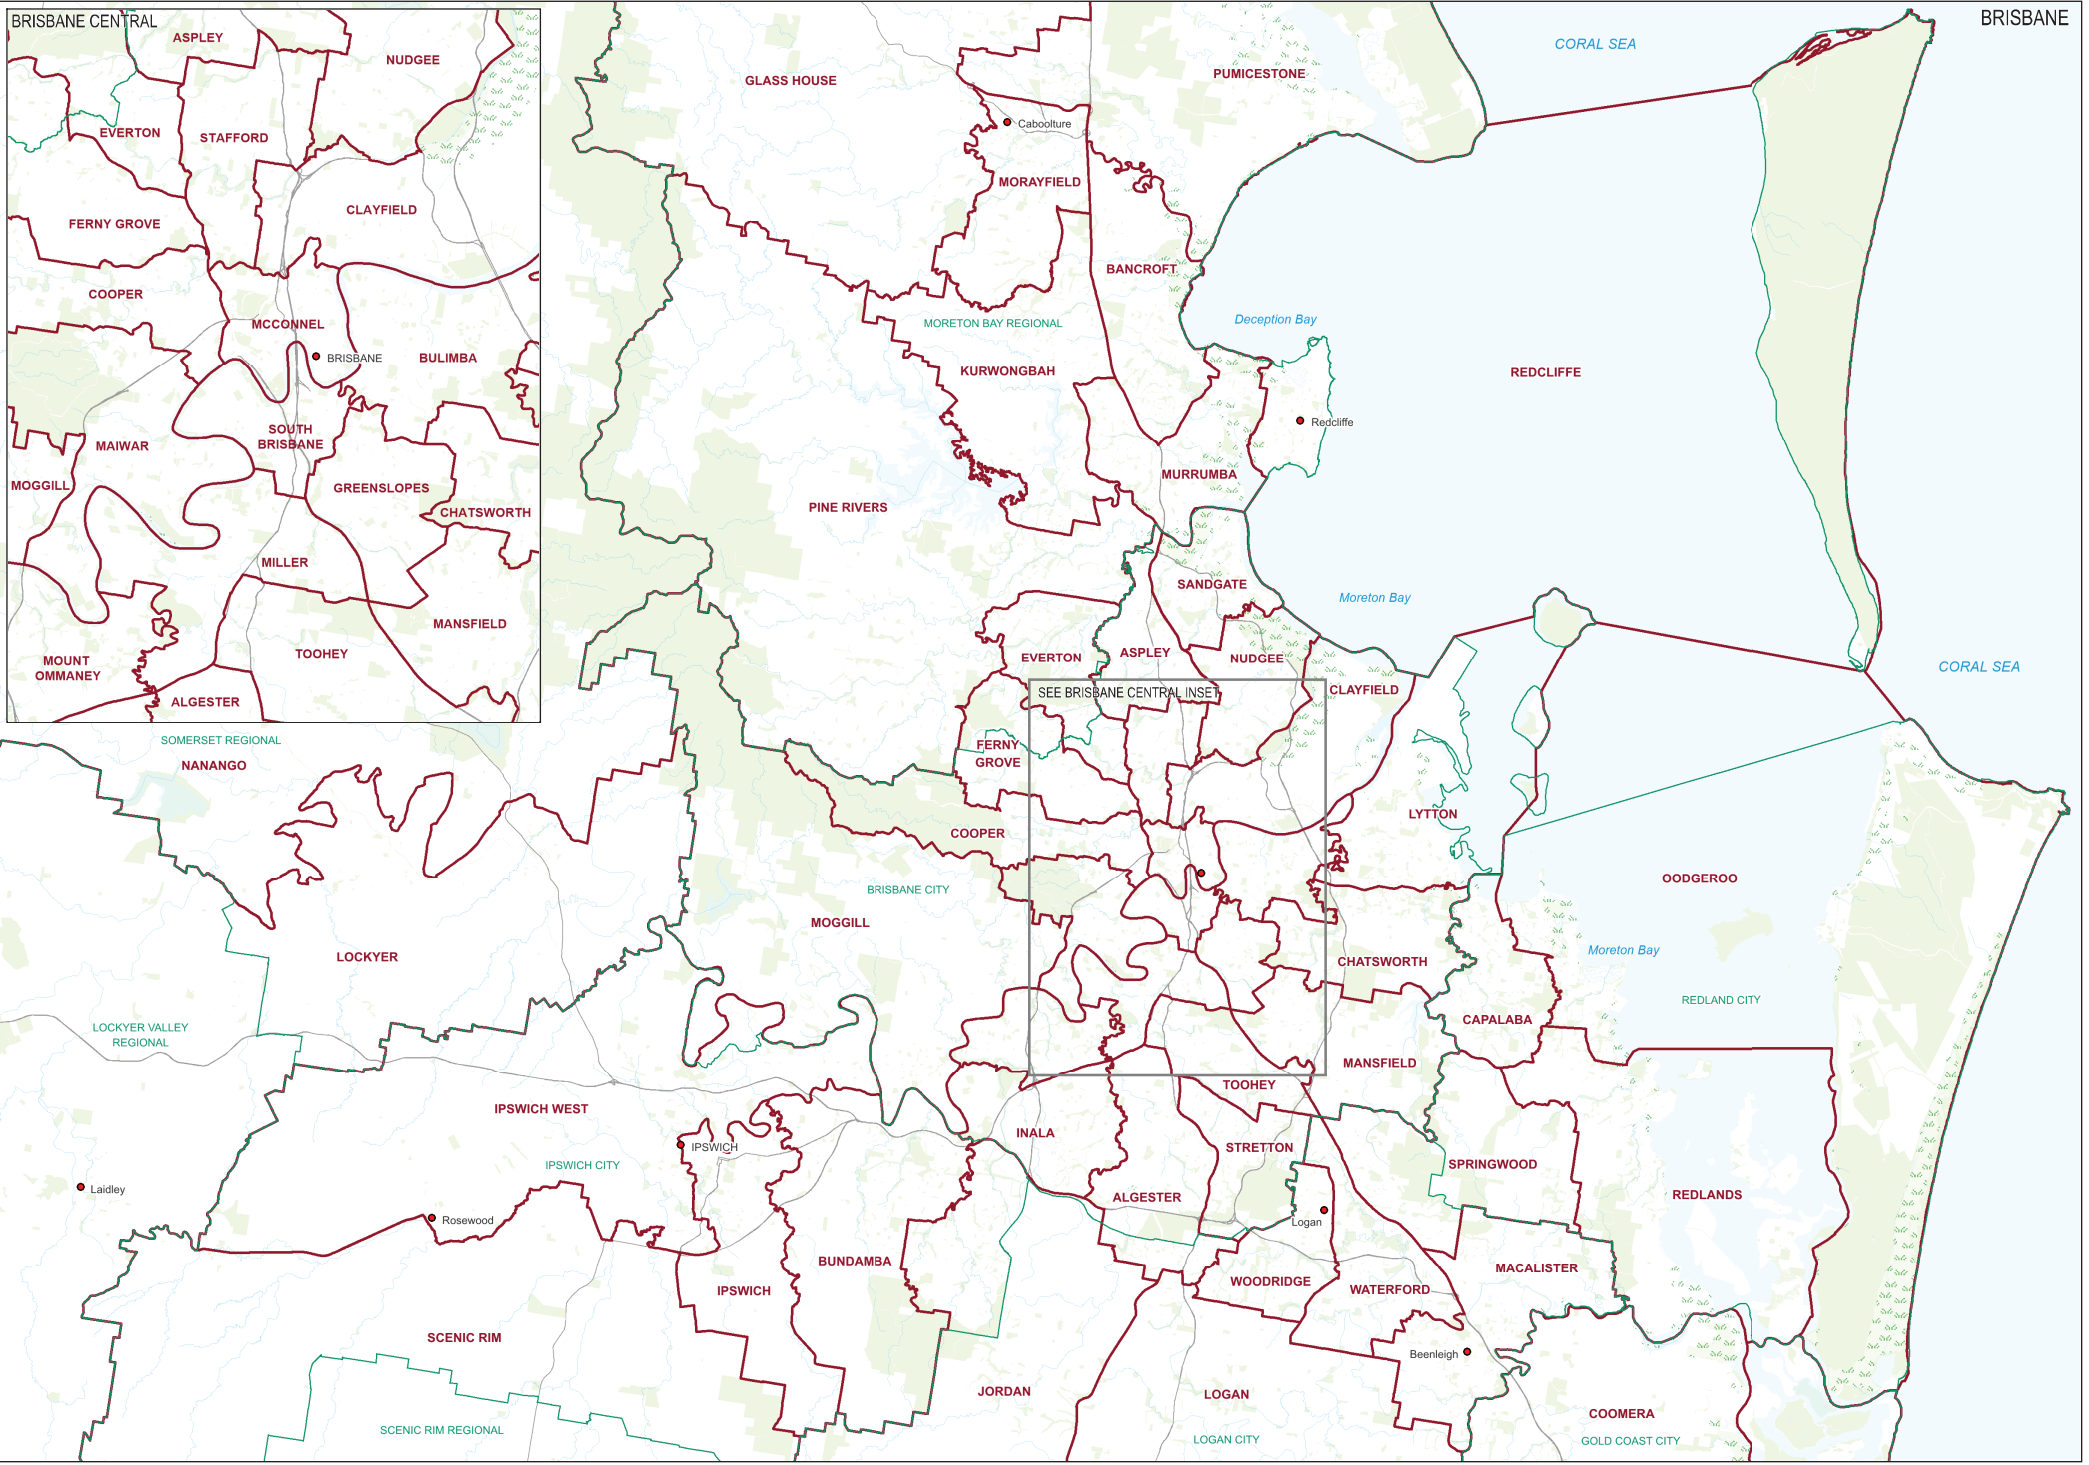 BRISBANE CENTRAL
ASPLEY
NUDGEE
EVERTON
STAFFORD
FERNY GROVE
CLAYFIELD
COOPER
MCCONNEL
BRISBANE
BULIMBA
MAIWAR
SOUTH
BRISBANE
MOGGILL
GREENSLOPES
CHATSWORTH
MILLER
MANSFIELD
TOOHEY
MOUNT
OMMANEY
ALGESTER
BRISBANE
CORAL SEA
GLASS HOUSE
PUMICESTONE
Caboolture
MORAYFIELD
BANCROFT
Deception Bay
MORETON BAY REGIONAL
KURWONGBAH
REDCLIFFE
Redcliffe
MURRUMBA
PINE RIVERS
SANDGATE
Moreton Bay
EVERTON
ASPLEY
NUDGEE
CORAL SEA
SEE BRISBANE CENTRAL INSET
CLAYFIELD
SOMERSET REGIONAL
NANANGO
FERNY
GROVE
LYTTON
COOPER
BRISBANE CITY
OODGEROO
MOGGILL
LOCKYER
CHATSWORTH
Moreton Bay
REDLAND CITY
LOCKYER VALLEY
REGIONAL
CAPALABA
MANSFIELD
TOOHEY
IPSWICH WEST
INALA
IPSWICH
STRETTON
IPSWICH CITY
SPRINGWOOD
Laidley
ALGESTER
REDLANDS
Rosewood
Logan
BUNDAMBA
MACALISTER
IPSWICH
WOODRIDGE
WATERFORD
SCENIC RIM
Beenleigh
JORDAN
LOGAN
COOMERA
SCENIC RIM REGIONAL
LOGAN CITY
GOLD COAST CITY